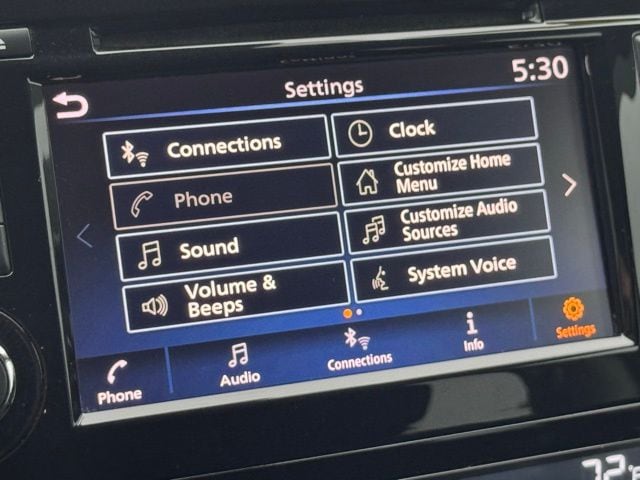 Settings
5:30
Connections
Clock
Phone
Customize Home
Menu
Sound
Customize Audio
Sources
Volume &
Beeps
System Voice
Phone
Audio
Connections
Info
Settings
72°F